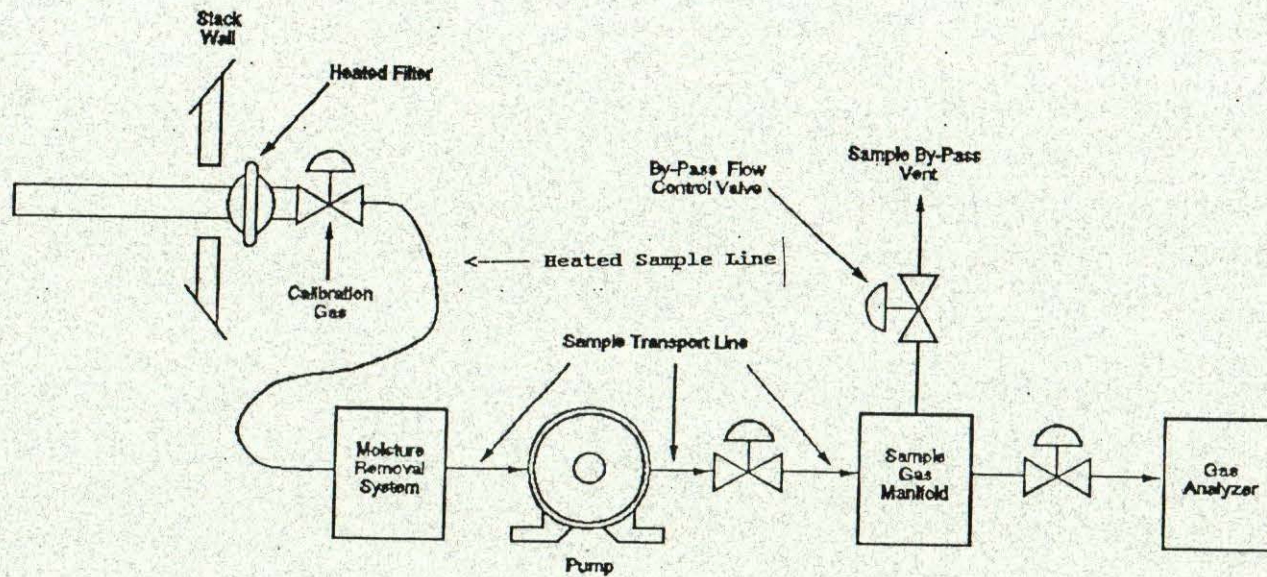 Stack
Wall
Heated Filter
By-Pass Flow
Control Valve
Sample By-Pass
Vent
<--- Heated Sample Line
Calibration
Gas
Sample Transport Line
Moisture
Removal
System
Sample
Gas
Manifold
Gas
Analyzer
Pump